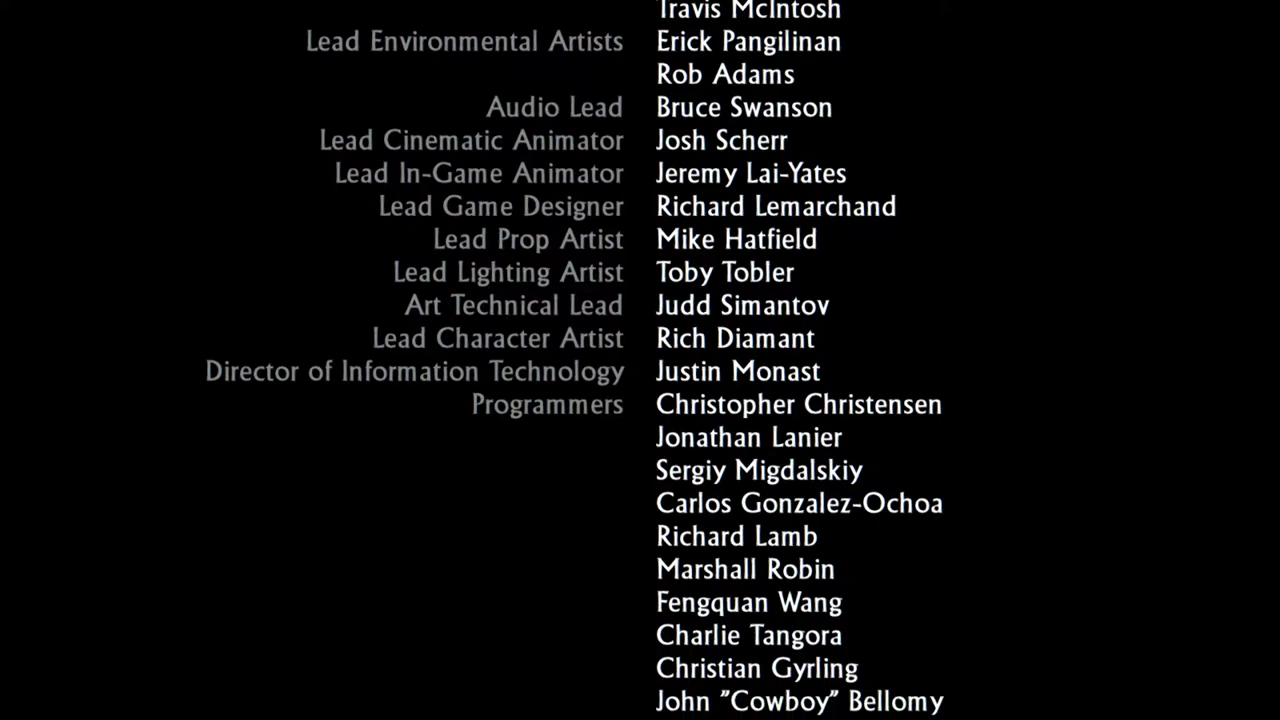 Travis McIntosh
Lead Environmental Artists Erick Pangilinan
Rob Adams
Audio Lead Bruce Swanson
Lead Cinematic Animator Josh Scherr
Lead In-Game Animator Jeremy Lai-Yates
Lead Game Designer Richard Lemarchand
Lead Prop Artist Mike Hatfield
Lead Lighting Artist Toby Tobler
Art Technical Lead Judd Simantov
Lead Character Artist Rich Diamant
Director of Information Technology Justin Monast
Programmers Christopher Christensen
Jonathan Lanier
Sergiy Migdalskiy
Carlos Gonzalez-Ochoa
Richard Lamb
Marshall Robin
Fengquan Wang
Charlie Tangora
Christian Gyrling
John "Cowboy" Bellomy